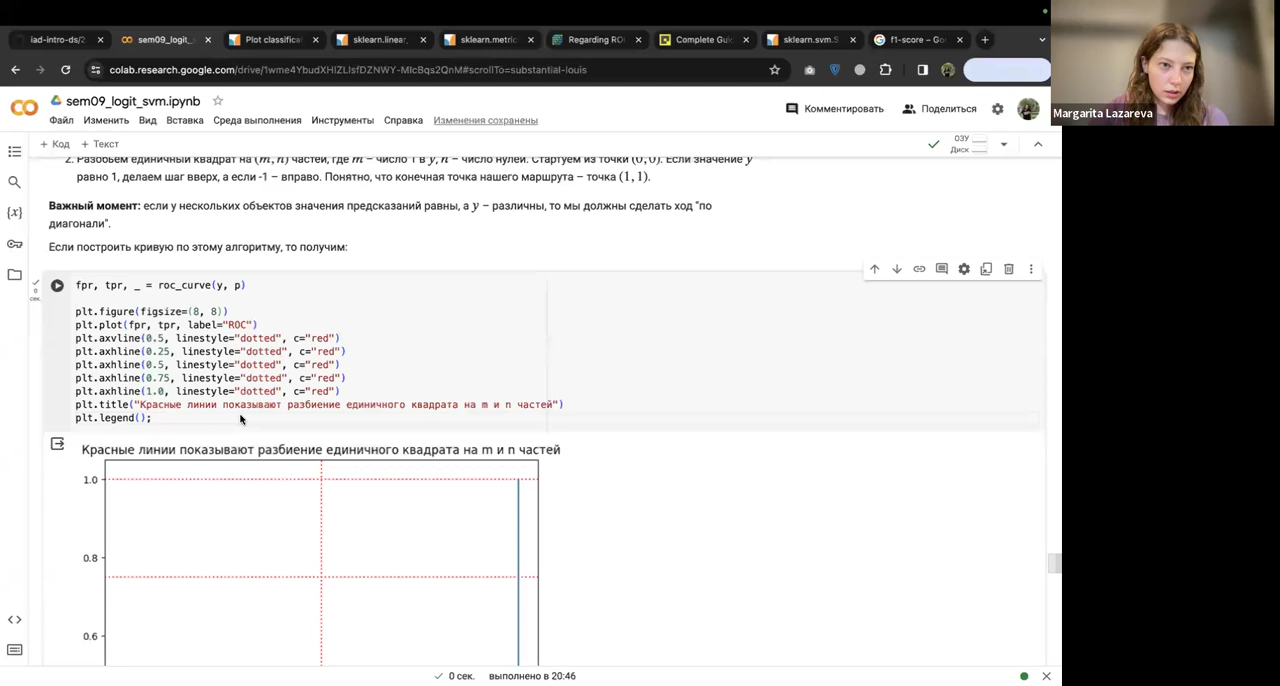 iad-intro-ds/2
sem09_logit_
Plot classifica
sklearn.linear_
sklearn.metric
Regarding RO
Complete Gui
sklearn.svm.S
f1-score – Go
colab.research.google.com/drive/1wme4YbudXHlZLIsfDZNWY-MIcBqs2QnM#scrollTo=substantial-louis
Margarita Lazareva
sem09_logit_svm.ipynb
Файл Изменить Вид Вставка Среда выполнения Инструменты Справка Изменения сохранены
Комментировать
Поделиться
+ Код + Текст
ОЗУ
Диск
2. Разобьем единичный квадрат на (m, n) частей, где m – число 1 в y, n – число нулей. Стартуем из точки (0, 0). Если значение y
равно 1, делаем шаг вверх, а если -1 – вправо. Понятно, что конечная точка нашего маршрута – точка (1, 1).
Важный момент: если у нескольких объектов значения предсказаний равны, а y – различны, то мы должны сделать ход "по
диагонали".
Если построить кривую по этому алгоритму, то получим:
0
сек.
fpr, tpr, _ = roc_curve(y, p)
plt.figure(figsize=(8, 8))
plt.plot(fpr, tpr, label="ROC")
plt.axvline(0.5, linestyle="dotted", c="red")
plt.axhline(0.25, linestyle="dotted", c="red")
plt.axhline(0.5, linestyle="dotted", c="red")
plt.axhline(0.75, linestyle="dotted", c="red")
plt.axhline(1.0, linestyle="dotted", c="red")
plt.title("Красные линии показывают разбиение единичного квадрата на m и n частей")
plt.legend();
Красные линии показывают разбиение единичного квадрата на m и n частей
1.0
0.8
0.6
0 сек. выполнено в 20:46